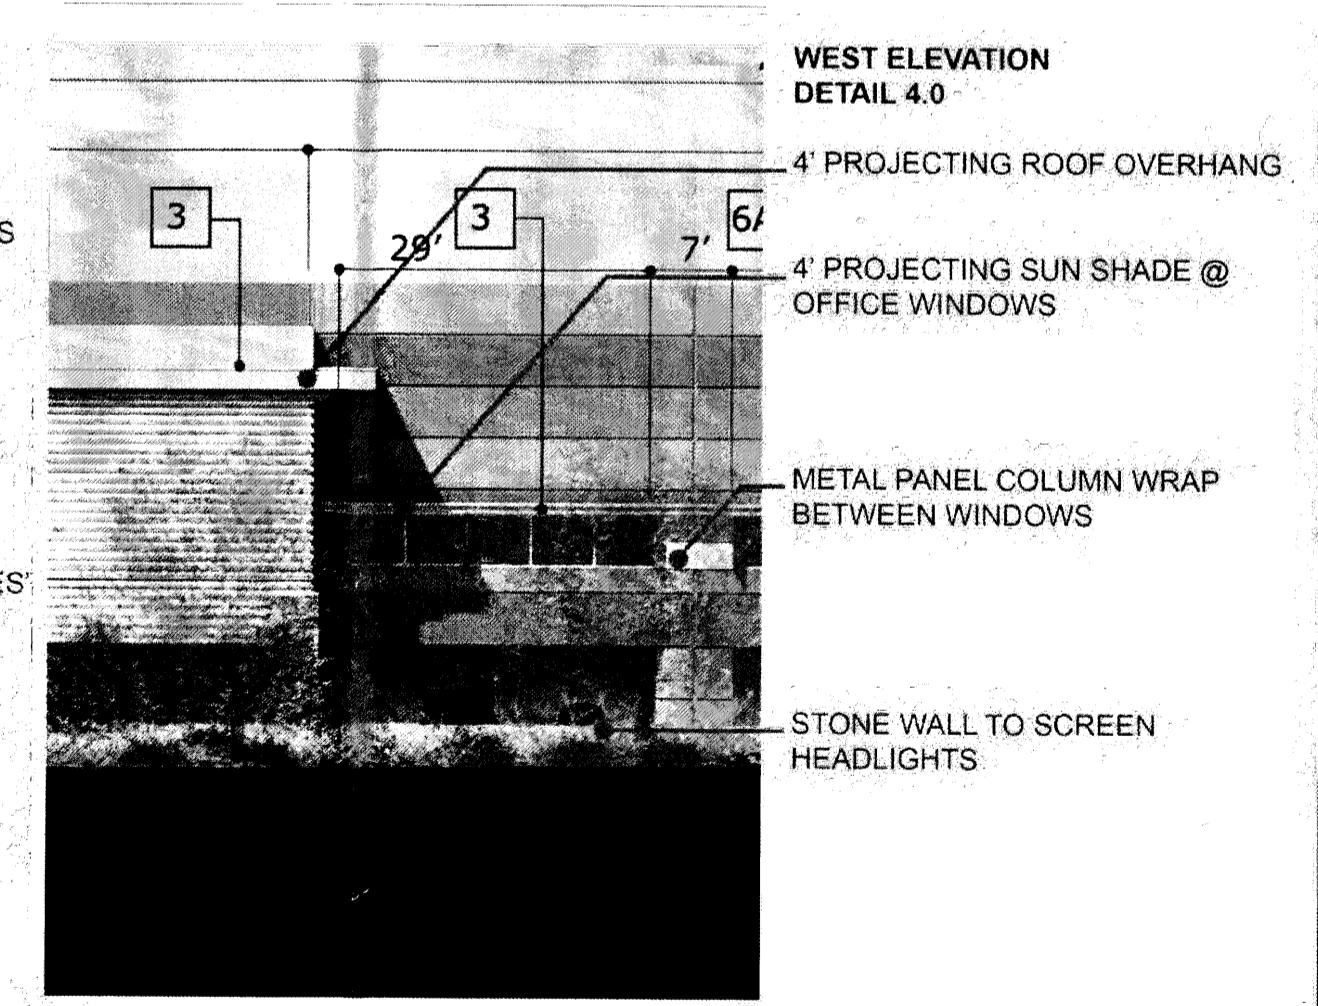 WEST ELEVATION
DETAIL 4.0
4' PROJECTING ROOF OVERHANG
3
3
29'
7'
4' PROJECTING SUN SHADE @
OFFICE WINDOWS
METAL PANEL COLUMN WRAP
BETWEEN WINDOWS
STONE WALL TO SCREEN
HEADLIGHTS